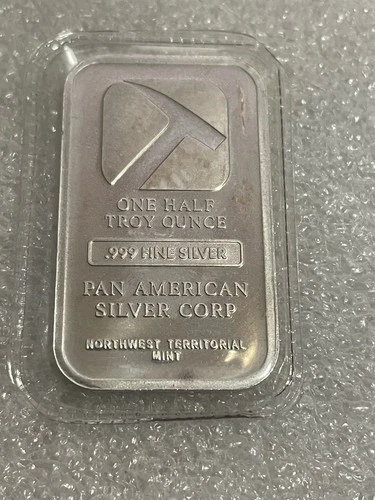 ONE HALF
TROY OUNCE
.999 FINE SILVER
PAN AMERICAN
SILVER CORP
NORTHWEST TERRITORIAL
MINT